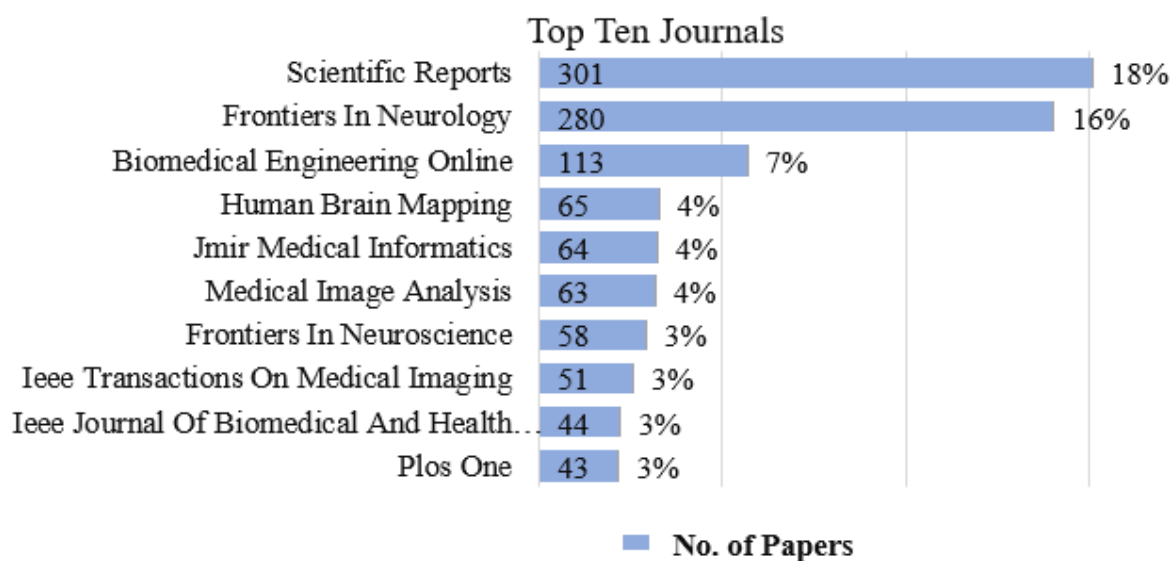 Top Ten Journals
Scientific Reports 301 18%
Frontiers In Neurology 280 16%
Biomedical Engineering Online 113 7%
Human Brain Mapping 65 4%
Jmir Medical Informatics 64 4%
Medical Image Analysis 63 4%
Frontiers In Neuroscience 58 3%
Ieee Transactions On Medical Imaging 51 3%
Ieee Journal Of Biomedical And Health… 44 3%
Plos One 43 3%
No. of Papers